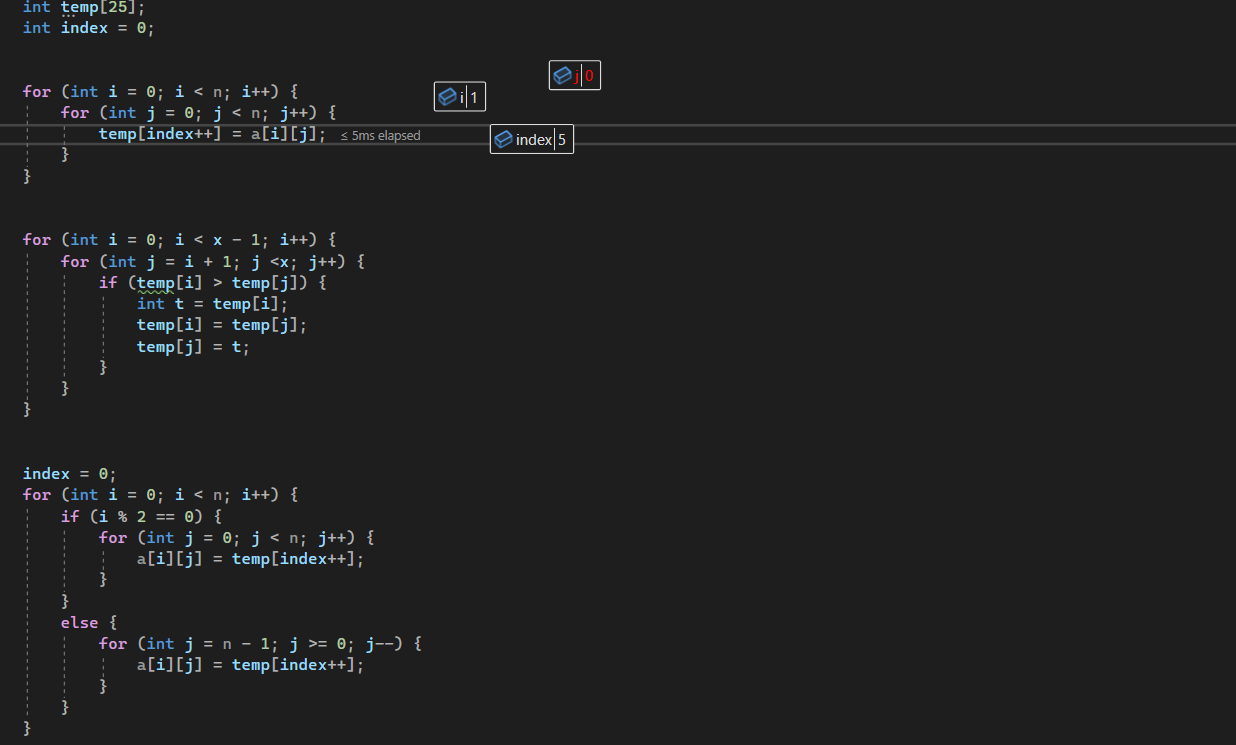 int temp[25];
int index = 0;
for (int i = 0; i < n; i++) {
j 0
i 1
for (int j = 0; j < n; j++) {
temp[index++] = a[i][j]; ≤ 5ms elapsed
index 5
}
}
for (int i = 0; i < x - 1; i++) {
for (int j = i + 1; j <x; j++) {
if (temp[i] > temp[j]) {
int t = temp[i];
temp[i] = temp[j];
temp[j] = t;
}
}
}
index = 0;
for (int i = 0; i < n; i++) {
if (i % 2 == 0) {
for (int j = 0; j < n; j++) {
a[i][j] = temp[index++];
}
}
else {
for (int j = n - 1; j >= 0; j--) {
a[i][j] = temp[index++];
}
}
}